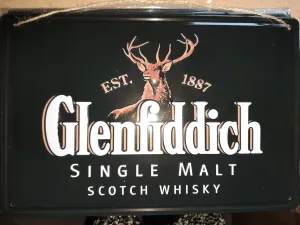 EST. 1887
Glenfiddich
SINGLE MALT
SCOTCH WHISKY